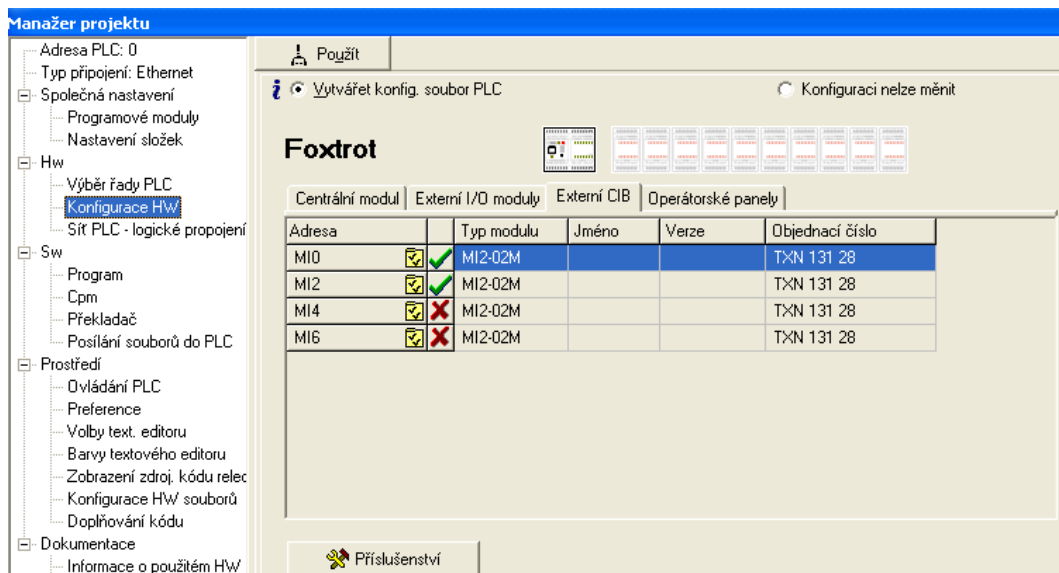 Manažer projektu
Adresa PLC: 0
Typ připojení: Ethernet
Společná nastavení
Programové moduly
Nastavení složek
Hw
Výběr řady PLC
Konfigurace HW
Síť PLC - logické propojení
Sw
Program
Cpm
Překladač
Posílání souborů do PLC
Prostředí
Ovládání PLC
Preference
Volby text. editoru
Barvy textového editoru
Zobrazení zdroj. kódu relec
Konfigurace HW souborů
Doplňování kódu
Dokumentace
Informace o použitém HW
Použít
Vytvářet konfig. soubor PLC Konfiguraci nelze měnit
Foxtrot
Centrální modul Externí I/O moduly Externí CIB Operátorské panely
Adresa Typ modulu Jméno Verze Objednací číslo
MI0 MI2-02M TXN 131 28
MI2 MI2-02M TXN 131 28
MI4 MI2-02M TXN 131 28
MI6 MI2-02M TXN 131 28
Příslušenství